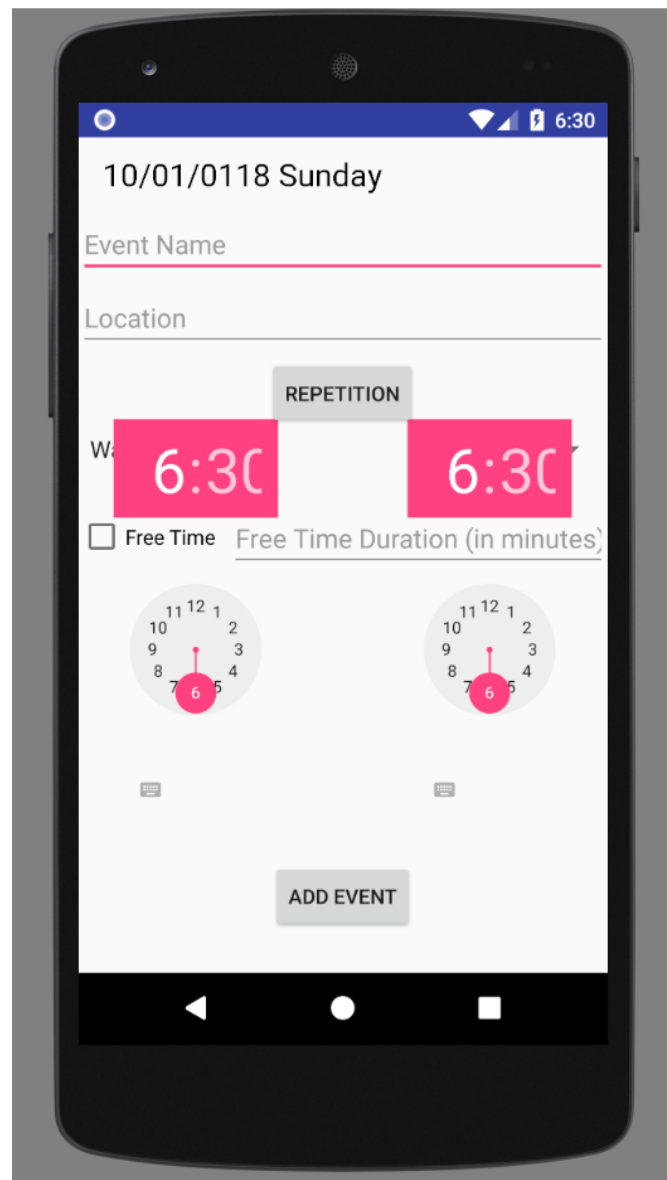 6:30
10/01/0118 Sunday
Event Name
Location
REPETITION
6:30 6:30
Free Time Free Time Duration (in minutes)
11 12 1 11 12 1
10 2 10 2
9 3 9 3
8 4 8 4
7 6 5 7 6 5
ADD EVENT